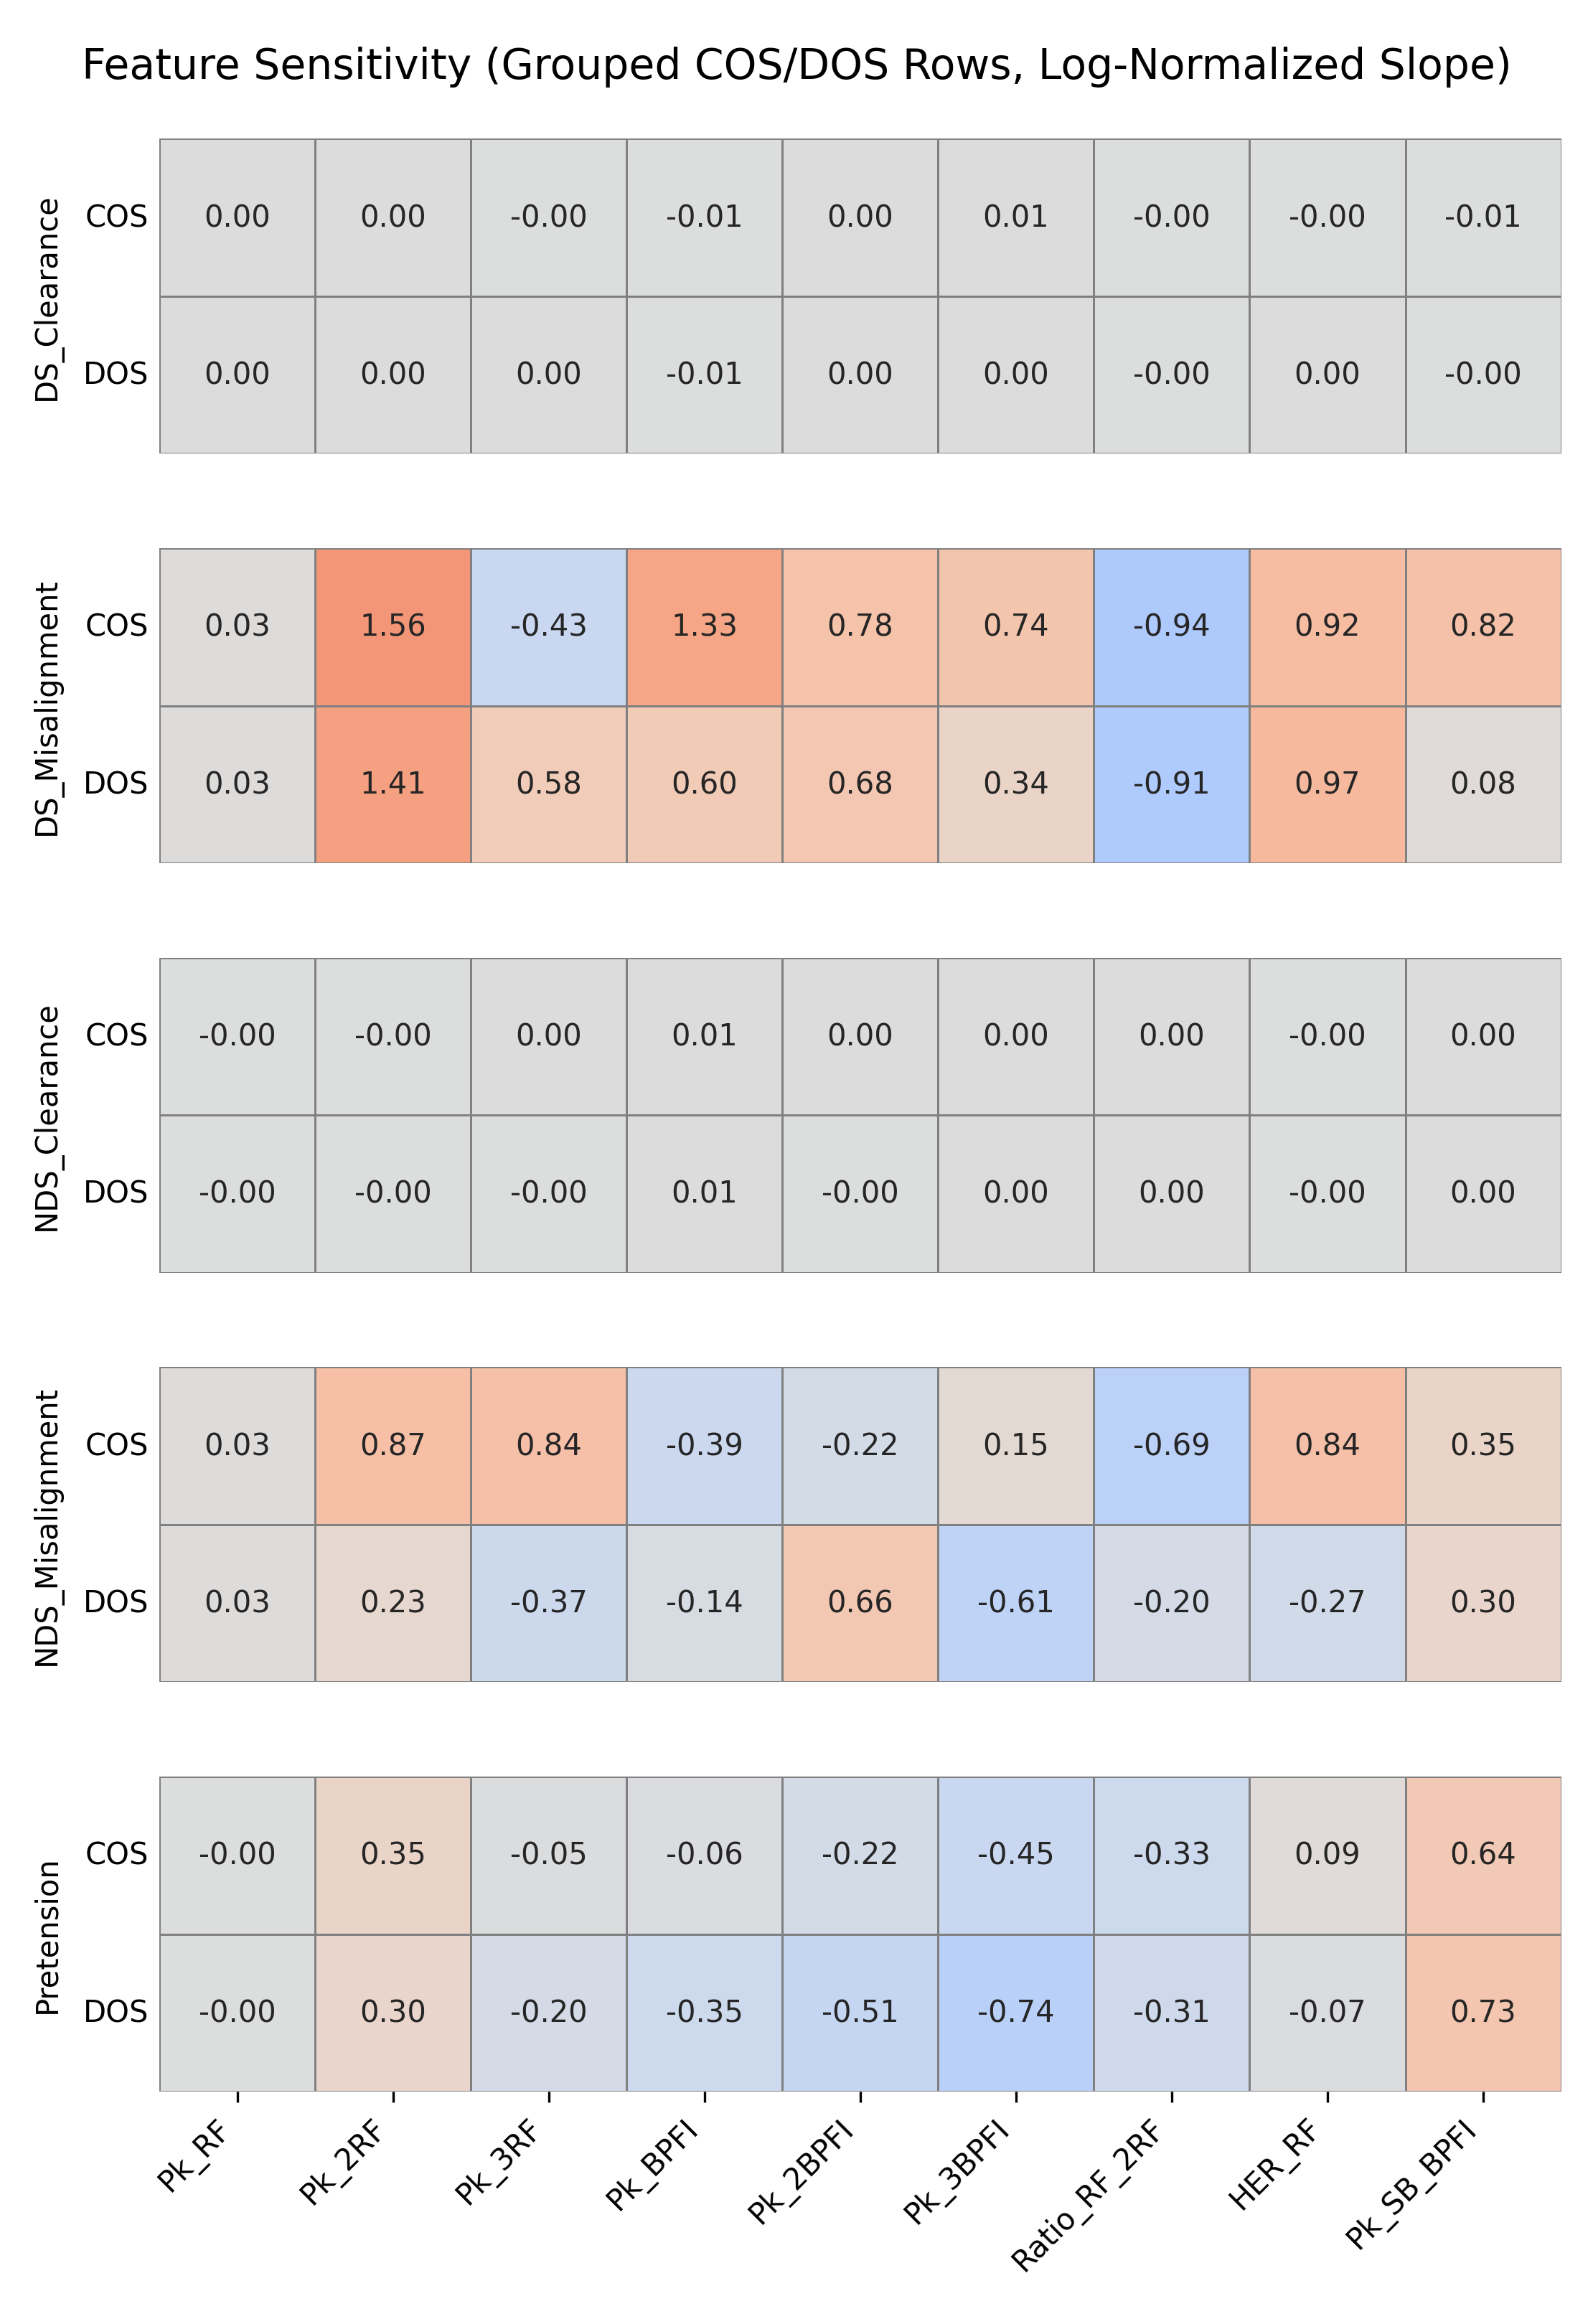 Feature Sensitivity (Grouped COS/DOS Rows, Log-Normalized Slope)
DS_Clearance
COS 0.00 0.00 -0.00 -0.01 0.00 0.01 -0.00 -0.00 -0.01
DOS 0.00 0.00 0.00 -0.01 0.00 0.00 -0.00 0.00 -0.00
DS_Misalignment
COS 0.03 1.56 -0.43 1.33 0.78 0.74 -0.94 0.92 0.82
DOS 0.03 1.41 0.58 0.60 0.68 0.34 -0.91 0.97 0.08
NDS_Clearance
COS -0.00 -0.00 0.00 0.01 0.00 0.00 0.00 -0.00 0.00
DOS -0.00 -0.00 -0.00 0.01 -0.00 0.00 0.00 -0.00 0.00
NDS_Misalignment
COS 0.03 0.87 0.84 -0.39 -0.22 0.15 -0.69 0.84 0.35
DOS 0.03 0.23 -0.37 -0.14 0.66 -0.61 -0.20 -0.27 0.30
Pretension
COS -0.00 0.35 -0.05 -0.06 -0.22 -0.45 -0.33 0.09 0.64
DOS -0.00 0.30 -0.20 -0.35 -0.51 -0.74 -0.31 -0.07 0.73
Pk_RF Pk_2RF Pk_3RF Pk_BPFI Pk_2BPFI Pk_3BPFI Ratio_RF_2RF HER_RF Pk_SB_BPFI